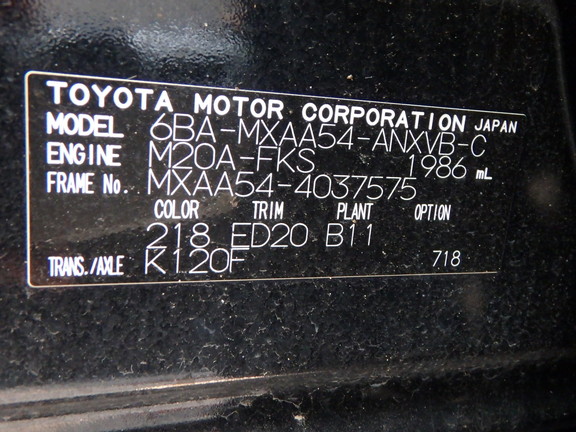 TOYOTA MOTOR CORPORATION JAPAN
MODEL 6BA-MXAA54-ANXVB-C
ENGINE M20A-FKS 1986 mL
FRAME No. MXAA54-4037575
COLOR TRIM PLANT OPTION
218 ED20 B11
TRANS./AXLE K120F 718